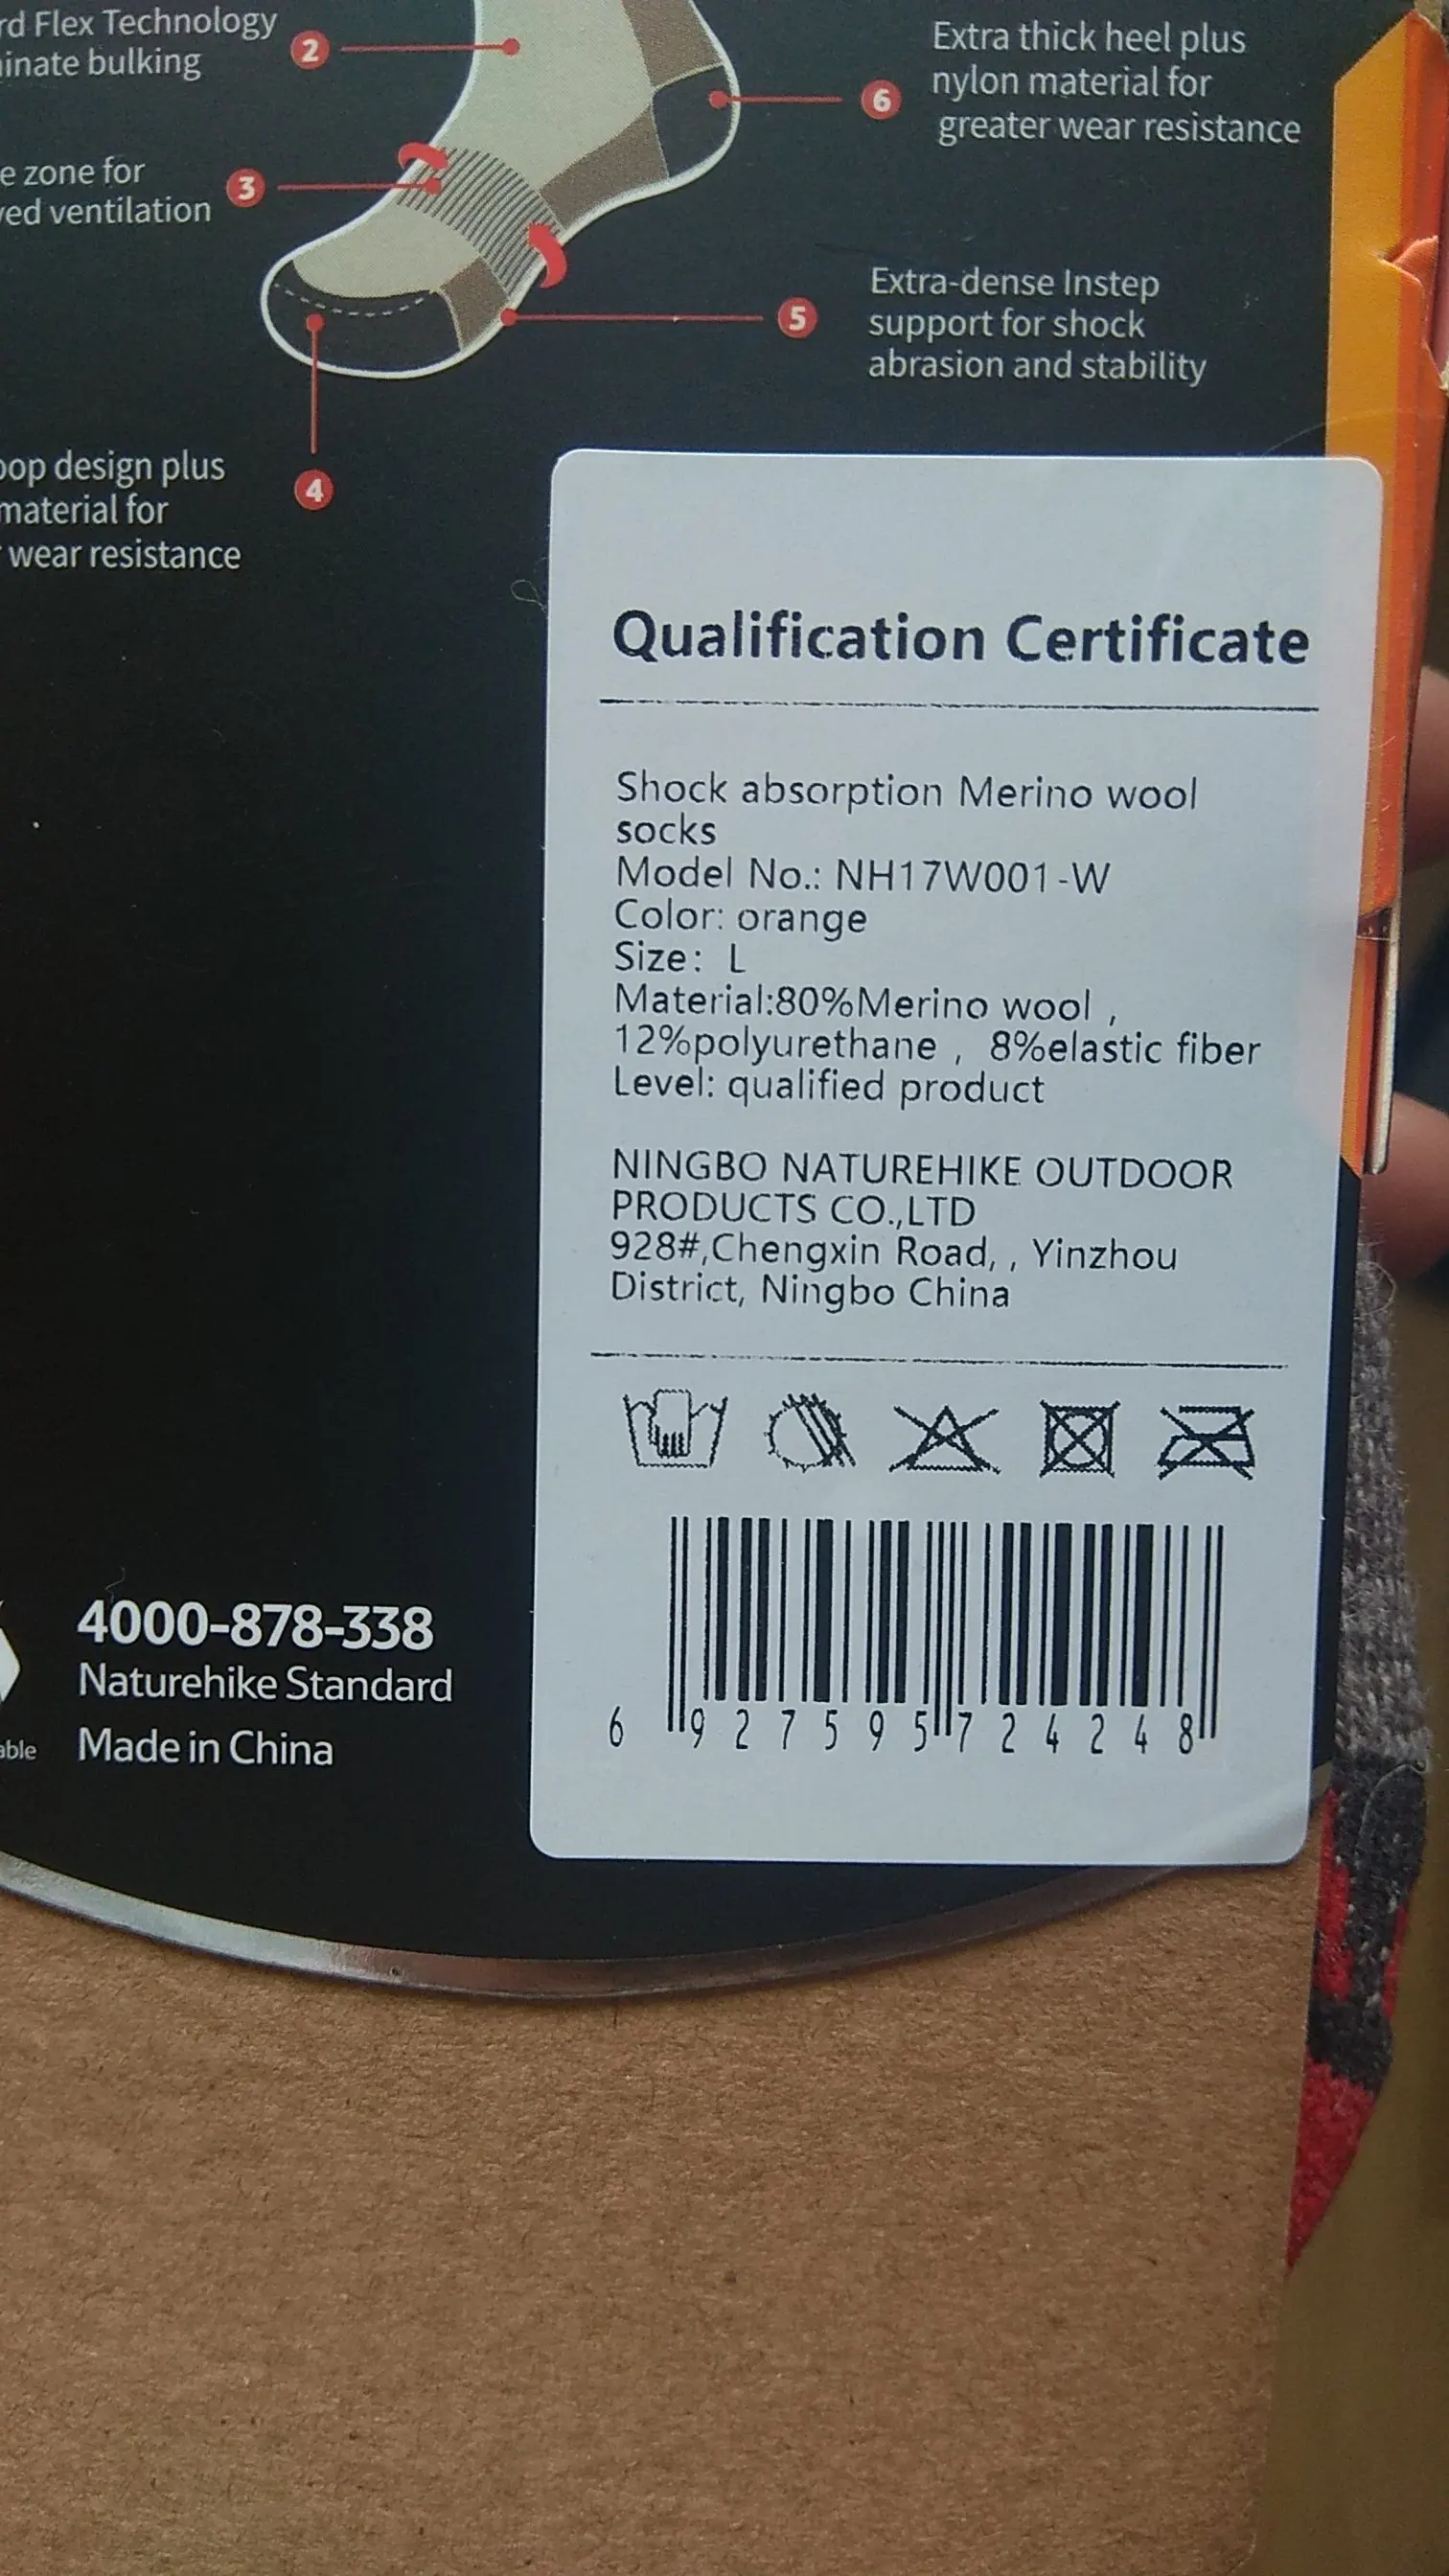 rd Flex Technology
inate bulking
2
e zone for
ved ventilation
3
oop design plus
material for
wear resistance
4
Extra thick heel plus
nylon material for
greater wear resistance
6
Extra-dense Instep
support for shock
abrasion and stability
5
Qualification Certificate
Shock absorption Merino wool
socks
Model No.: NH17W001-W
Color: orange
Size: L
Material:80%Merino wool ,
12%polyurethane , 8%elastic fiber
Level: qualified product
NINGBO NATUREHIKE OUTDOOR
PRODUCTS CO.,LTD
928#,Chengxin Road, , Yinzhou
District, Ningbo China
6 927595 724248
4000-878-338
Naturehike Standard
able
Made in China